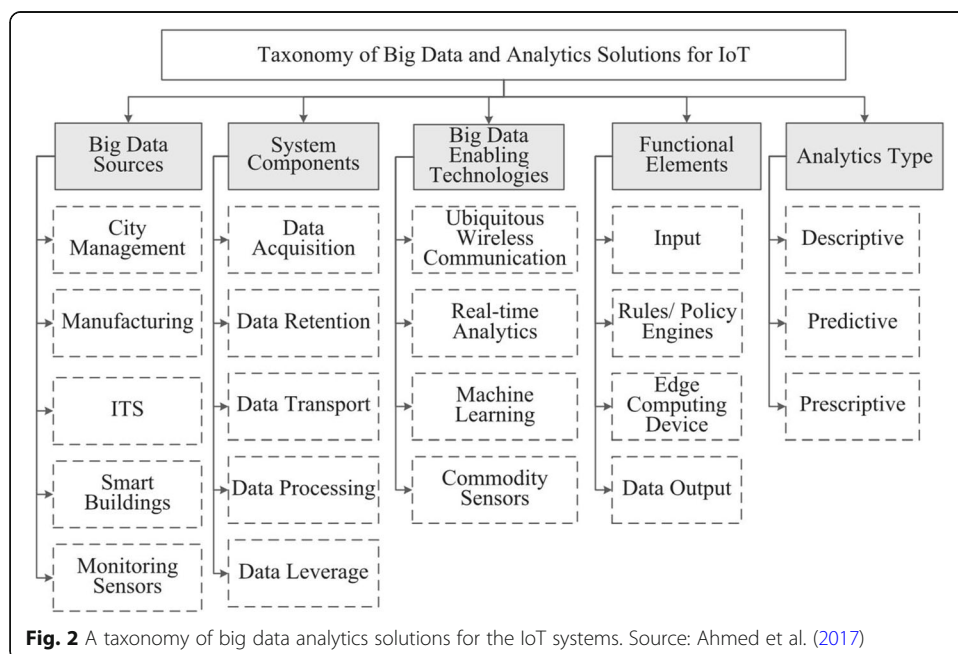 Taxonomy of Big Data and Analytics Solutions for IoT
Big Data
Sources
City
Management
Manufacturing
ITS
Smart
Buildings
Monitoring
Sensors
System
Components
Data
Acquisition
Data Retention
Data Transport
Data Processing
Data Leverage
Big Data
Enabling
Technologies
Ubiquitous
Wireless
Communication
Real-time
Analytics
Machine
Learning
Commodity
Sensors
Functional
Elements
Input
Rules/ Policy
Engines
Edge
Computing
Device
Data Output
Analytics Type
Descriptive
Predictive
Prescriptive
Fig. 2 A taxonomy of big data analytics solutions for the IoT systems. Source: Ahmed et al. (2017)